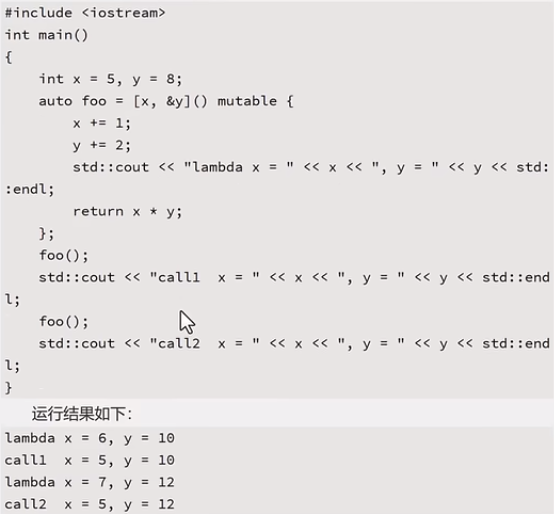 #include <iostream>
int main()
{
    int x = 5, y = 8;
    auto foo = [x, &y]() mutable {
        x += 1;
        y += 2;
        std::cout << "lambda x = " << x << ", y = " << y << std:
:endl;
        return x * y;
    };
    foo();
    std::cout << "call1  x = " << x << ", y = " << y << std::end
l;
    foo();
    std::cout << "call2  x = " << x << ", y = " << y << std::end
l;
}
运行结果如下：
lambda x = 6, y = 10
call1  x = 5, y = 10
lambda x = 7, y = 12
call2  x = 5, y = 12